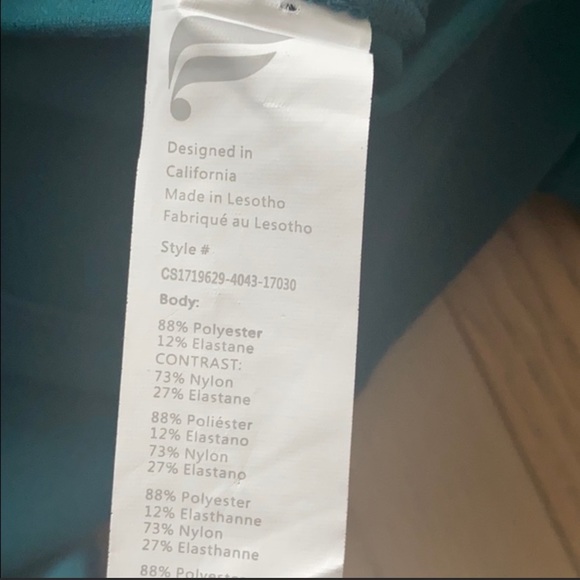 Designed in
California
Made in Lesotho
Fabriqué au Lesotho
Style #
CS1719629-4043-17030
Body:
88% Polyester
12% Elastane
CONTRAST:
73% Nylon
27% Elastane
88% Poliéster
12% Elastano
73% Nylon
27% Elastano
88% Polyester
12% Elasthanne
73% Nylon
27% Elasthanne
88%